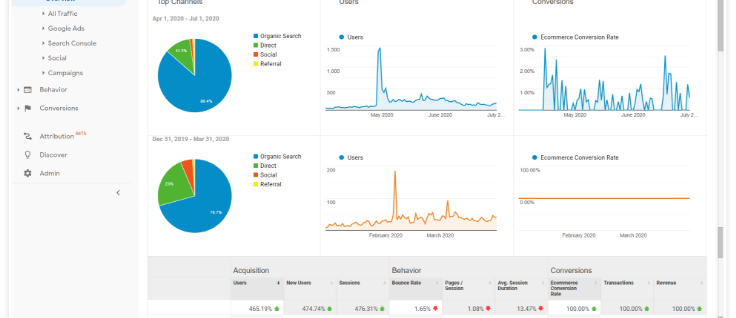 Overview
All Traffic
Google Ads
Search Console
Social
Campaigns
Behavior
Conversions
Attribution BETA
Discover
Admin
Top Channels
Users
Conversions
Apr 1, 2020 - Jul 1, 2020
Organic Search
Direct
Social
Referral
86.4%
Users
1,500
1,000
500
May 2020
June 2020
July 2...
Ecommerce Conversion Rate
3.00%
2.00%
1.00%
May 2020
June 2020
July 2...
Dec 31, 2019 - Mar 31, 2020
Organic Search
Direct
Social
Referral
Users
200
100
February 2020
March 2020
Ecommerce Conversion Rate
100.00%
0.00%
February 2020
March 2020
Acquisition
Behavior
Conversions
Users
New Users
Sessions
Bounce Rate
Pages / Session
Avg. Session Duration
Ecommerce Conversion Rate
Transactions
Revenue
465.19%
474.74%
476.31%
1.65%
1.08%
13.47%
100.00%
100.00%
100.00%